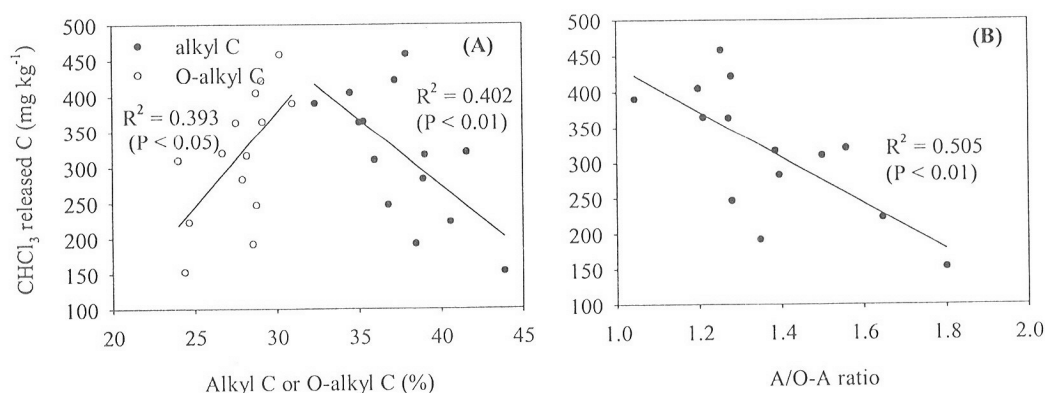 CHCl3 released C (mg kg-1)
500
450
400
350
300
250
200
150
100
20
25
30
35
40
45
alkyl C
O-alkyl C
(A)
R2 = 0.393
(P < 0.05)
R2 = 0.402
(P < 0.01)
Alkyl C or O-alkyl C (%)
500
450
400
350
300
250
200
150
100
1.0
1.2
1.4
1.6
1.8
2.0
(B)
R2 = 0.505
(P < 0.01)
A/O-A ratio